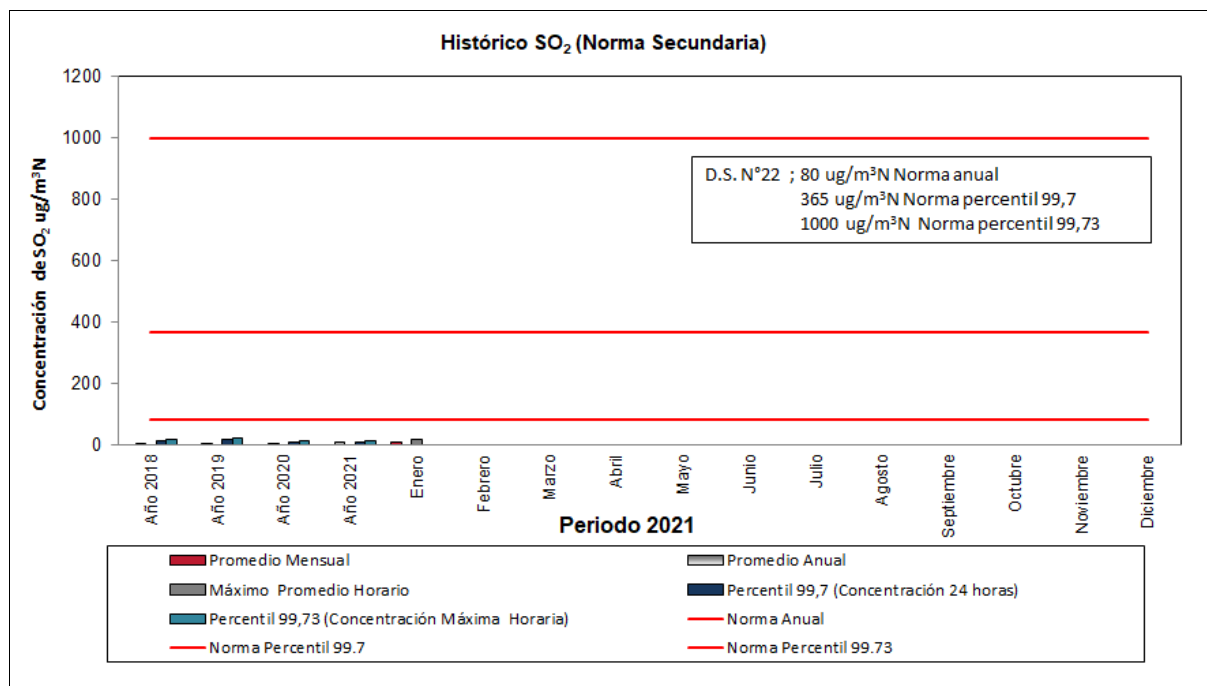 Histórico SO₂ (Norma Secundaria)
Concentración de SO₂ ug/m³N
1200
1000
800
600
400
200
0
D.S. N°22 ; 80 ug/m³N Norma anual
365 ug/m³N Norma percentil 99,7
1000 ug/m³N Norma percentil 99,73
Año 2018
Año 2019
Año 2020
Año 2021
Enero
Febrero
Marzo
Abril
Mayo
Junio
Julio
Agosto
Septiembre
Octubre
Noviembre
Diciembre
Periodo 2021
Promedio Mensual
Promedio Anual
Máximo Promedio Horario
Percentil 99,7 (Concentración 24 horas)
Percentil 99,73 (Concentración Máxima Horaria)
Norma Anual
Norma Percentil 99.7
Norma Percentil 99.73